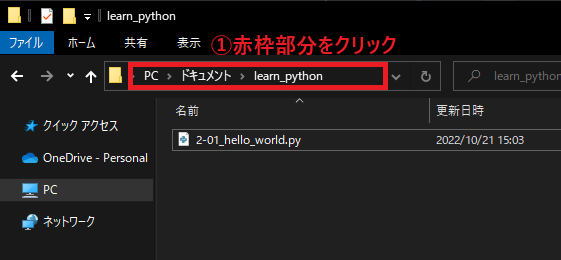 learn_python
ファイル ホーム 共有 表示
①赤枠部分をクリック
PC ドキュメント learn_python
learn_python
名前 更新日時
クイック アクセス
2-01_hello_world.py 2022/10/21 15:03
OneDrive - Personal
PC
ネットワーク